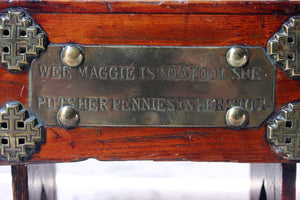 WEE MAGGIE IS NO FOOL SHE
PUTS HER PENNIES IN HER STOOL